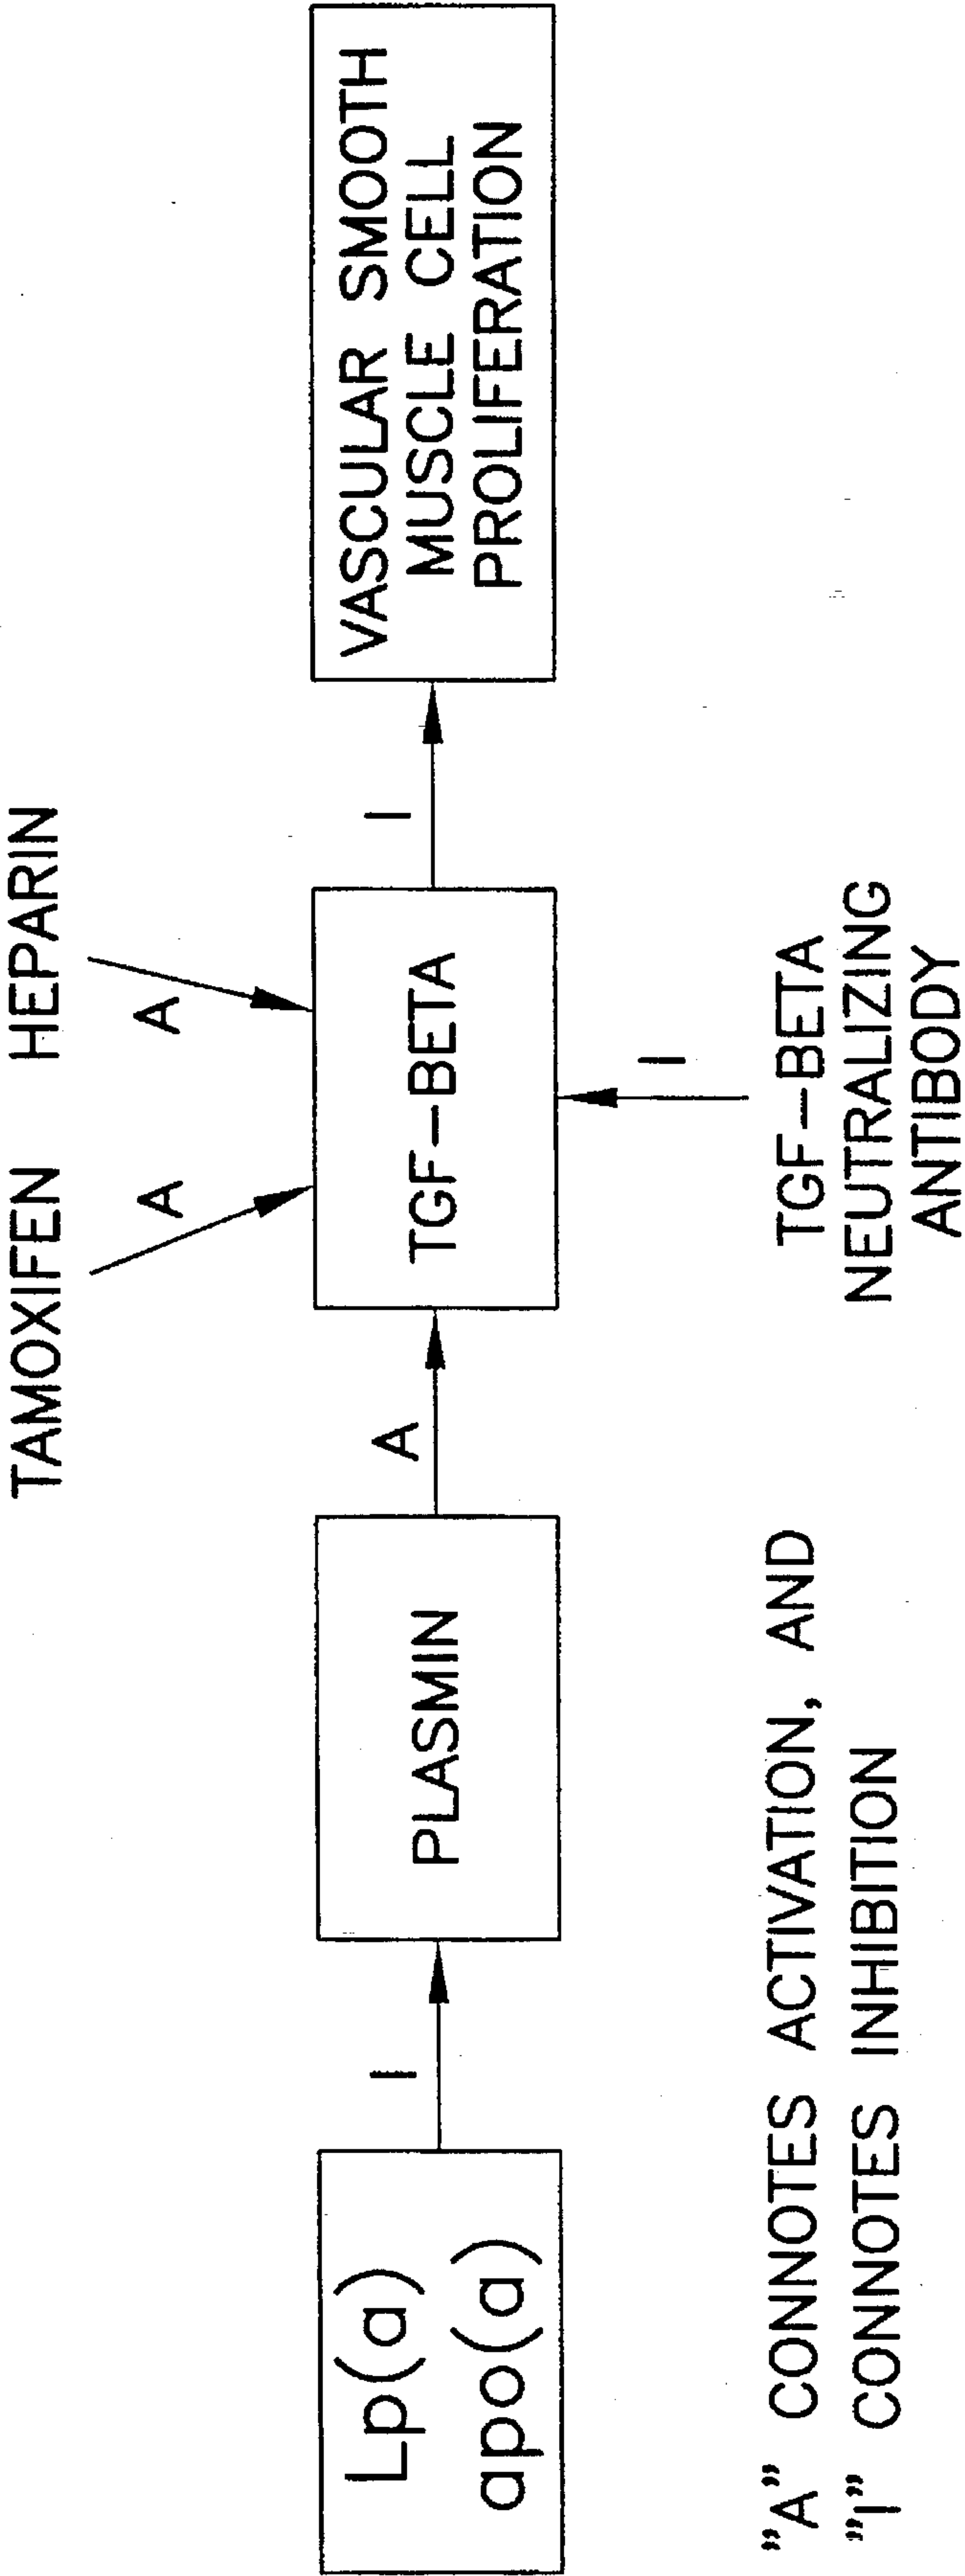 TAMOXIFEN HEPARIN
A A
Lp(a)
apo(a)
I
PLASMIN
A
TGF-BETA
I
VASCULAR SMOOTH
MUSCLE CELL
PROLIFERATION
I
TGF-BETA
NEUTRALIZING
ANTIBODY
"A" CONNOTES ACTIVATION, AND
"I" CONNOTES INHIBITION